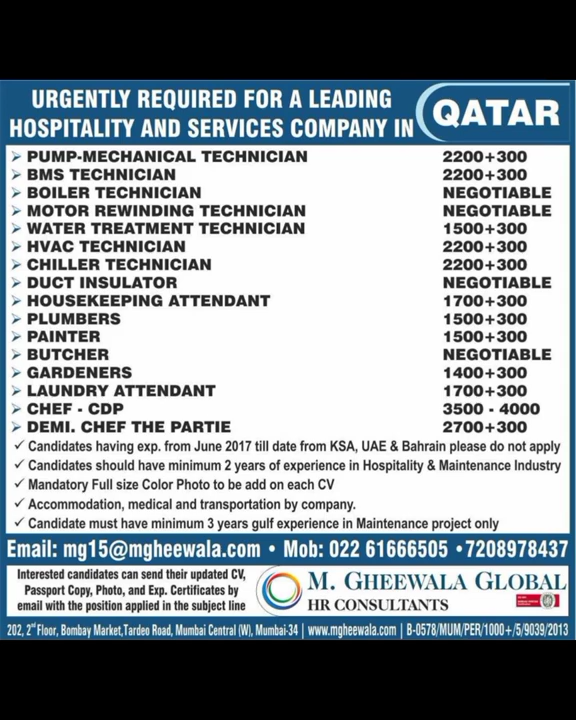 URGENTLY REQUIRED FOR A LEADING
HOSPITALITY AND SERVICES COMPANY IN QATAR
PUMP-MECHANICAL TECHNICIAN 2200+300
BMS TECHNICIAN 2200+300
BOILER TECHNICIAN NEGOTIABLE
MOTOR REWINDING TECHNICIAN NEGOTIABLE
WATER TREATMENT TECHNICIAN 1500+300
HVAC TECHNICIAN 2200+300
CHILLER TECHNICIAN 2200+300
DUCT INSULATOR NEGOTIABLE
HOUSEKEEPING ATTENDANT 1700+300
PLUMBERS 1500+300
PAINTER 1500+300
BUTCHER NEGOTIABLE
GARDENERS 1400+300
LAUNDRY ATTENDANT 1700+300
CHEF - CDP 3500 - 4000
DEMI. CHEF THE PARTIE 2700+300
✓ Candidates having exp. from June 2017 till date from KSA, UAE & Bahrain please do not apply
✓ Candidates should have minimum 2 years of experience in Hospitality & Maintenance Industry
✓ Mandatory Full size Color Photo to be add on each CV
✓ Accommodation, medical and transportation by company.
✓ Candidate must have minimum 3 years gulf experience in Maintenance project only
Email: mg15@mgheewala.com • Mob: 022 61666505 • 7208978437
Interested candidates can send their updated CV,
Passport Copy, Photo, and Exp. Certificates by
email with the position applied in the subject line
M. GHEEWALA GLOBAL
HR CONSULTANTS
202, 2nd Floor, Bombay Market, Tardeo Road, Mumbai Central (W), Mumbai-34 | www.mgheewala.com | B-0578/MUM/PER/1000+/5/9039/2013